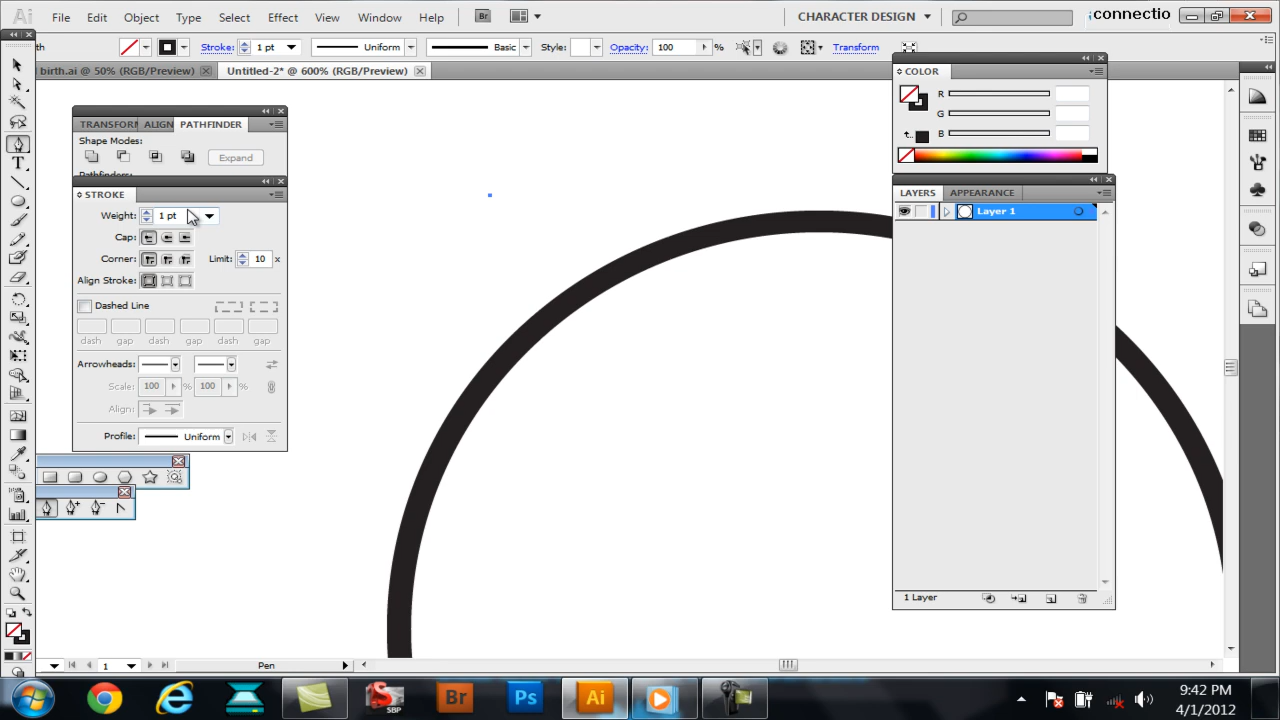 Ai File Edit Object Type Select Effect View Window Help Br CHARACTER DESIGN connectio
th Stroke: 1 pt Uniform Basic Style: Opacity: 100 % Transform
birth.ai @ 50% (RGB/Preview) Untitled-2* @ 600% (RGB/Preview)
COLOR
R
G
B
TRANSFORM ALIGN PATHFINDER
Shape Modes:
Expand
Pathfinders:
STROKE
Weight: 1 pt
Cap:
Corner: Limit: 10 x
Align Stroke:
Dashed Line
dash gap dash gap dash gap
Arrowheads:
Scale: 100 % 100 %
Align:
Profile: Uniform
LAYERS APPEARANCE
Layer 1
1 Layer
1 Pen
SBP Br Ps Ai
9:42 PM
4/1/2012